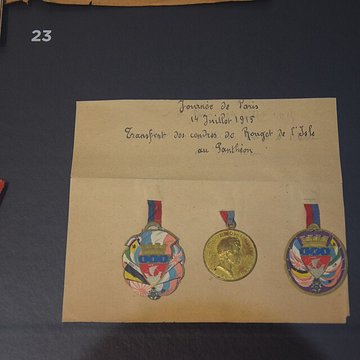 23
Journée de Paris
14 Juillet 1915
Transfert des cendres de Rouget de l'Isle
au Panthéon